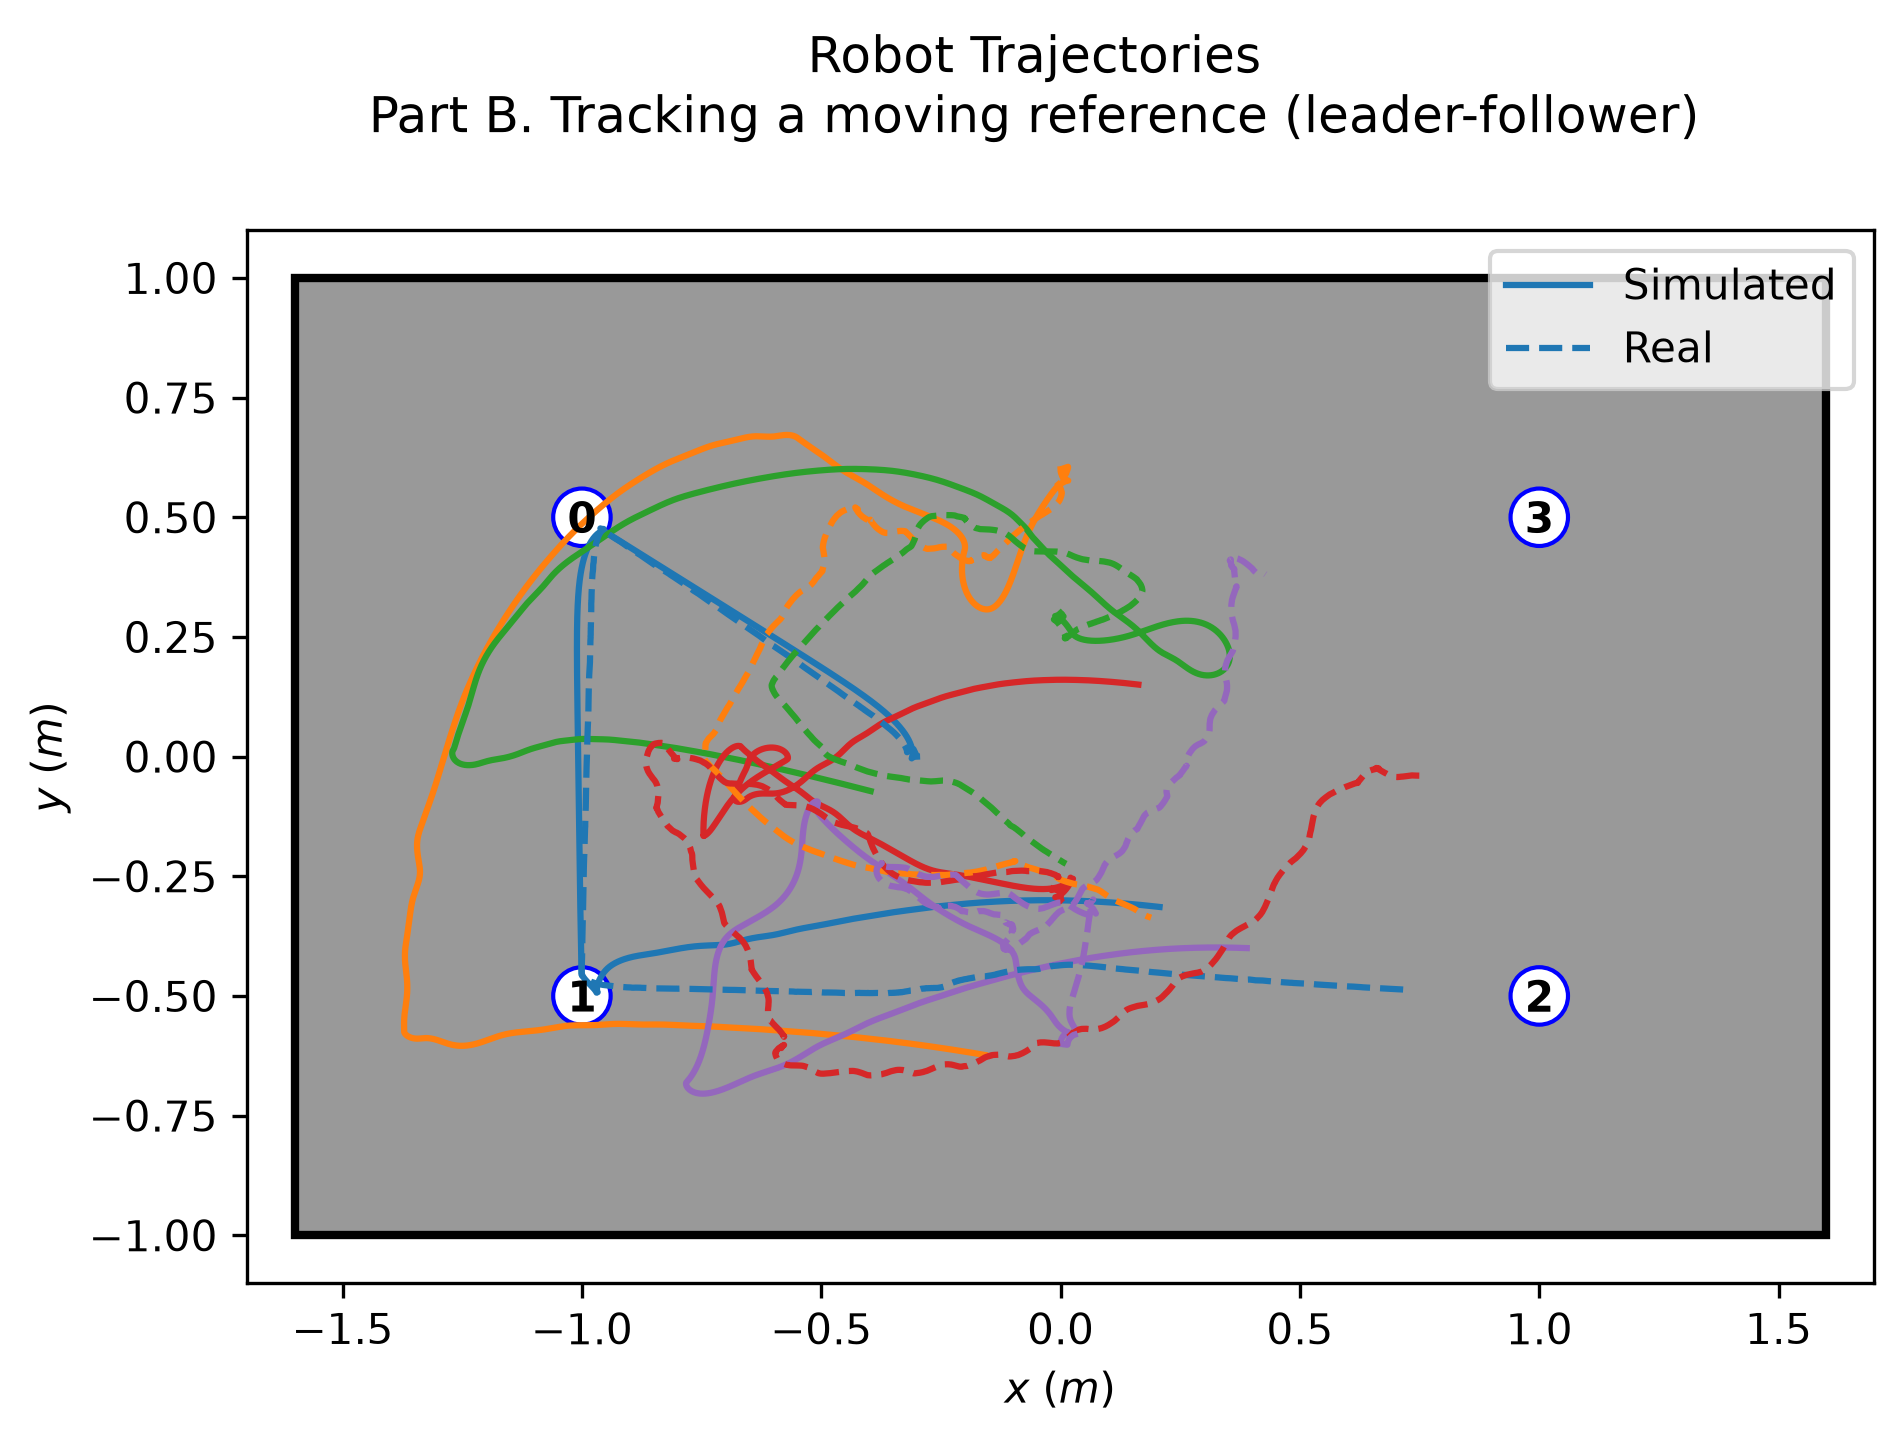 Robot Trajectories
Part B. Tracking a moving reference (leader-follower)
Simulated
Real
1.00
0.75
0.50
0.25
0.00
−0.25
−0.50
−0.75
−1.00
y (m)
0
3
1
2
−1.5 −1.0 −0.5 0.0 0.5 1.0 1.5
x (m)